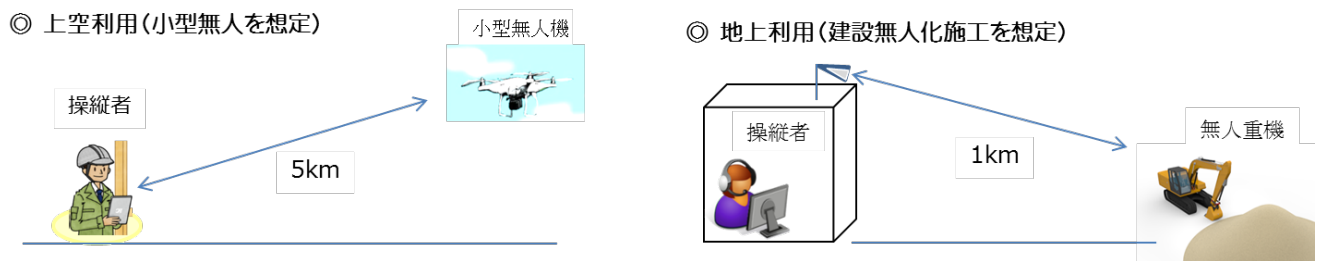 ◎ 上空利用（小型無人を想定）
小型無人機
操縦者
5km
◎ 地上利用（建設無人化施工を想定）
操縦者
1km
無人重機